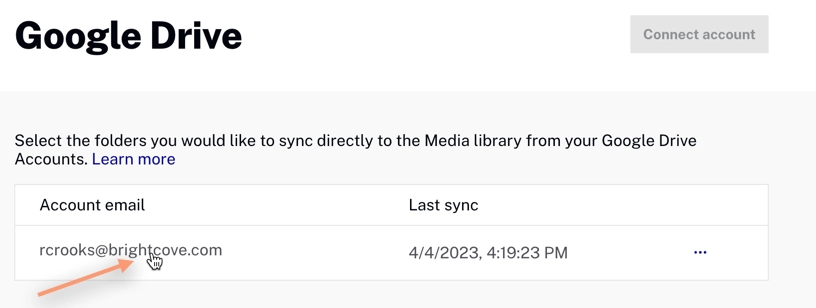 Google Drive
Connect account
Select the folders you would like to sync directly to the Media library from your Google Drive
Accounts. Learn more
Account email Last sync
rcrooks@brightcove.com 4/4/2023, 4:19:23 PM ...